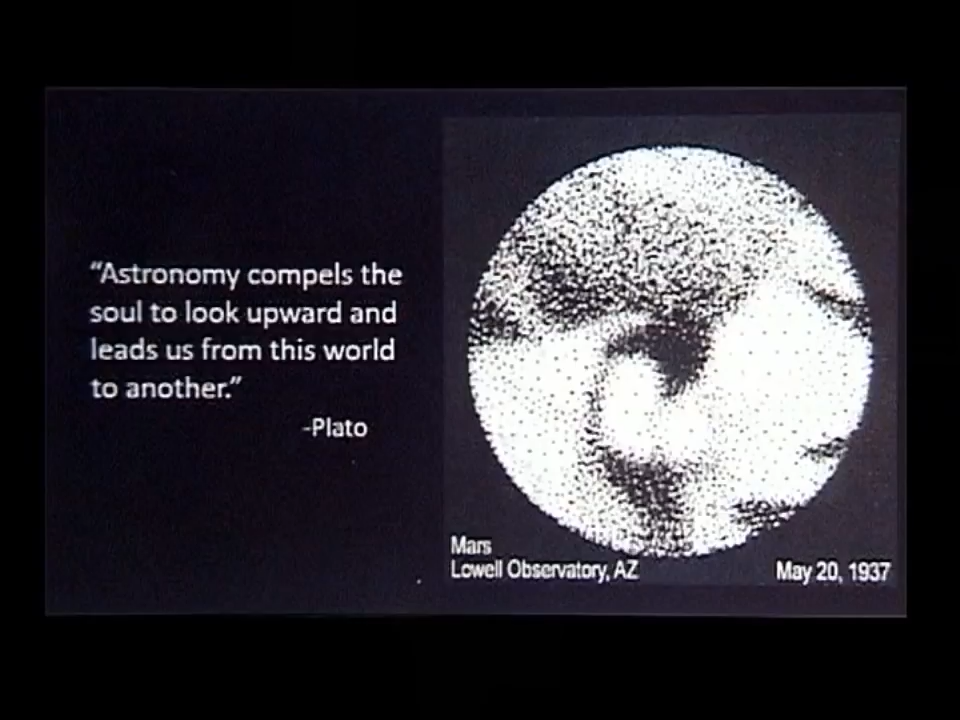 “Astronomy compels the
soul to look upward and
leads us from this world
to another.”
-Plato
Mars
Lowell Observatory, AZ
May 20, 1937